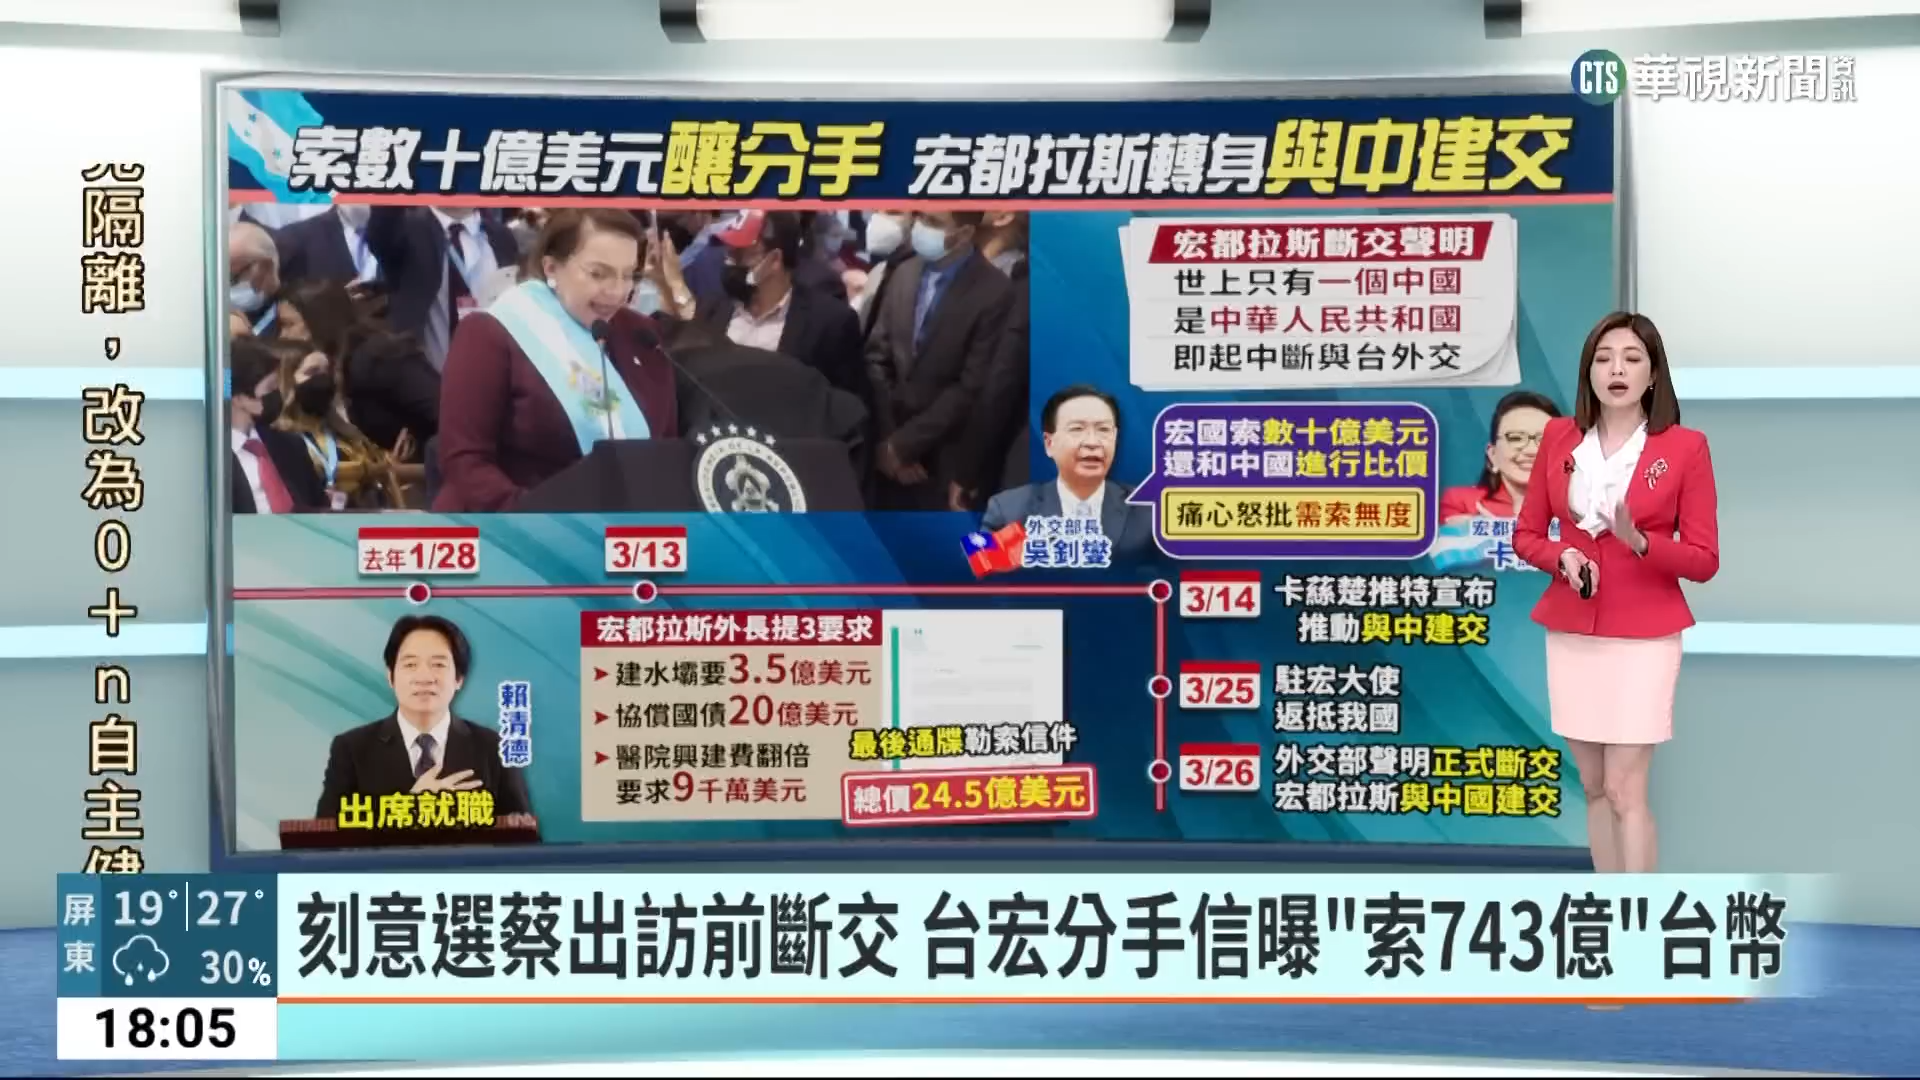 CTS 華視新聞資訊
索數十億美元釀分手 宏都拉斯轉身與中建交
宏都拉斯斷交聲明
世上只有一個中國
是中華人民共和國
即起中斷與台外交
宏國索數十億美元
還和中國進行比價
痛心怒批需索無度
外交部長
吳釗燮
宏都
卡
去年1/28
賴清德
出席就職
3/13
宏都拉斯外長提3要求
建水壩要3.5億美元
協償國債20億美元
醫院興建費翻倍
要求9千萬美元
最後通牒勒索信件
總價24.5億美元
3/14
卡蕬楚推特宣布
推動與中建交
3/25
駐宏大使
返抵我國
3/26
外交部聲明正式斷交
宏都拉斯與中國建交
隔離，改為0+n自主健
刻意選蔡出訪前斷交 台宏分手信曝"索743億"台幣
屏東
19° 27°
30%
18:05